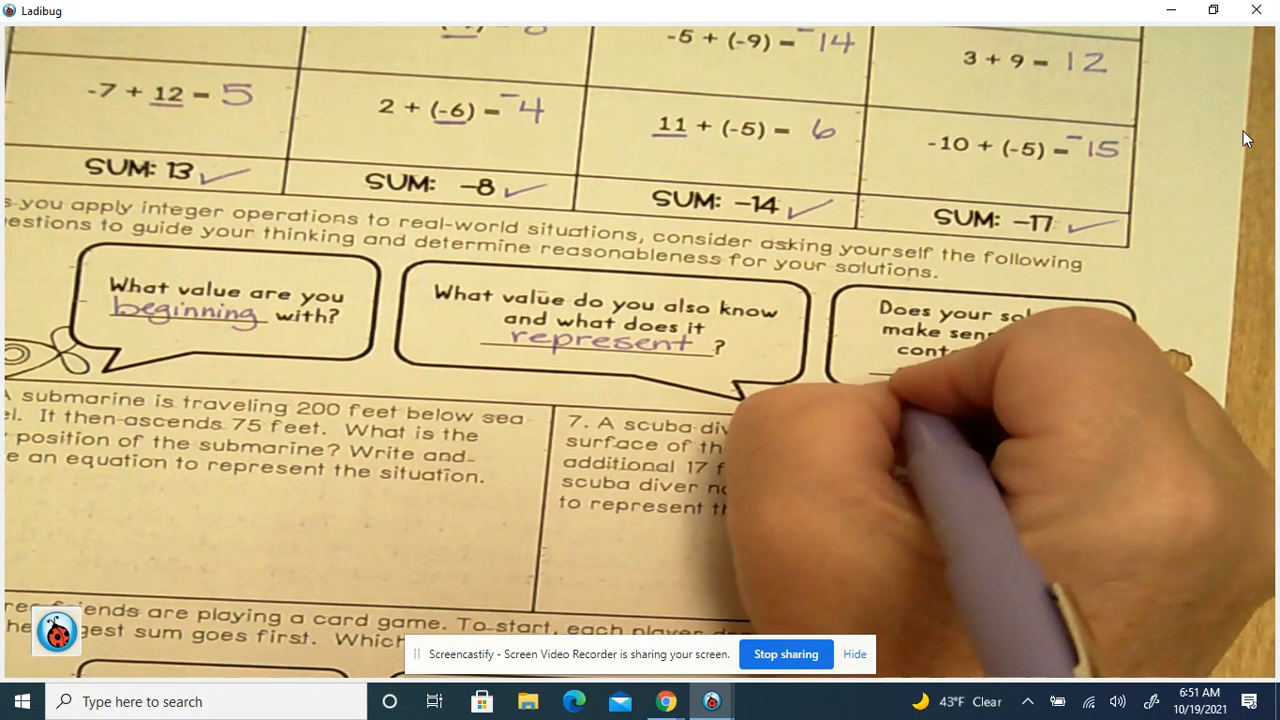 Ladibug
-5 + (-9) = -14
3 + 9 = 12
-7 + 12 = 5
2 + (-6) = -4
11 + (-5) = 6
-10 + (-5) = -15
SUM: 13 ✓
SUM: -8 ✓
SUM: -14 ✓
SUM: -17 ✓
s you apply integer operations to real-world situations, consider asking yourself the following
estions to guide your thinking and determine reasonableness for your solutions.
What value are you
beginning with?
What value do you also know
and what does it
represent ?
Does your
make
submarine is traveling 200 feet below sea
el. It then ascends 75 feet. What is the
position of the submarine? Write and
e an equation to represent the situation.
7. A scuba
surface of
additional 17
scuba diver
to represent
friends are playing a card game. To start, each player
sum goes first. Which
Screencastify - Screen Video Recorder is sharing your screen.
Stop sharing
Hide
Type here to search
43°F Clear
6:51 AM
10/19/2021